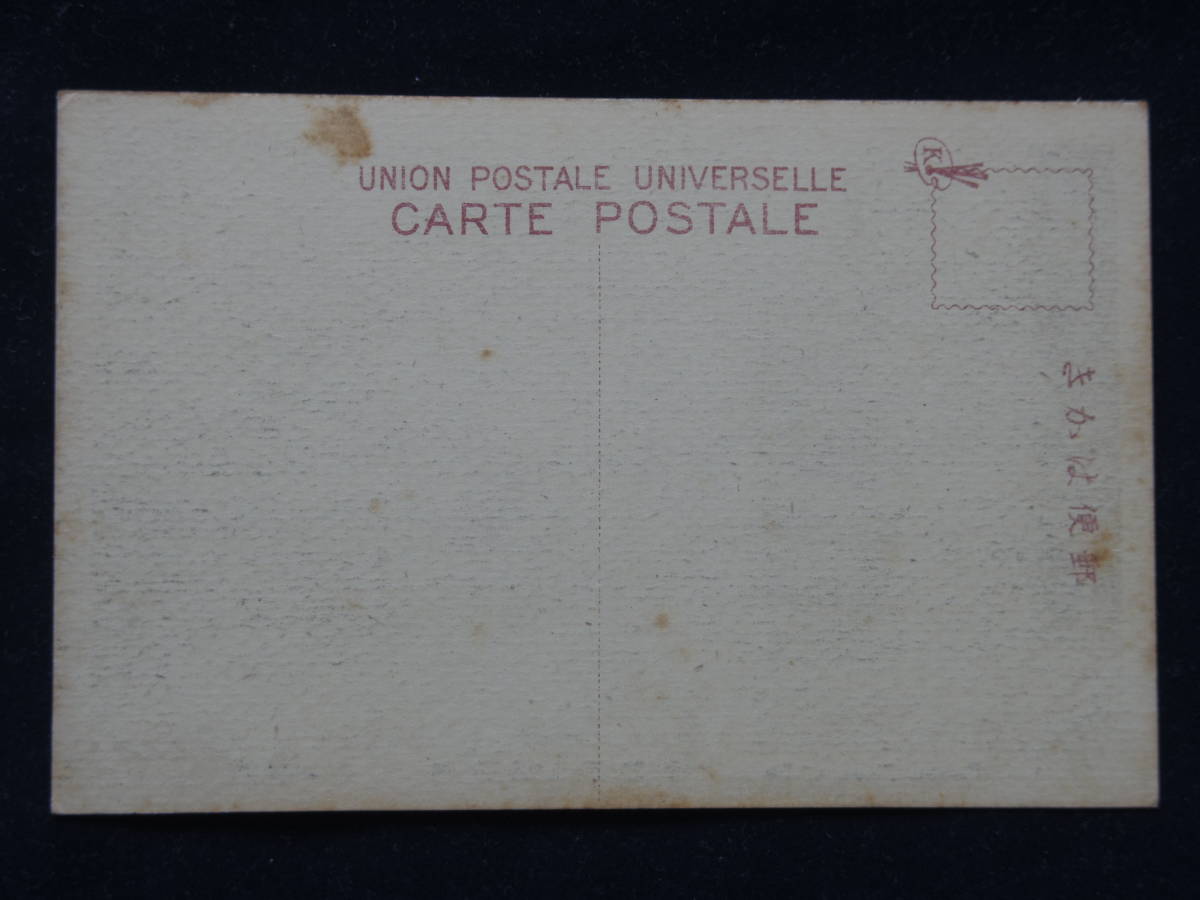 UNION POSTALE UNIVERSELLE
CARTE POSTALE
K
きかは便郵